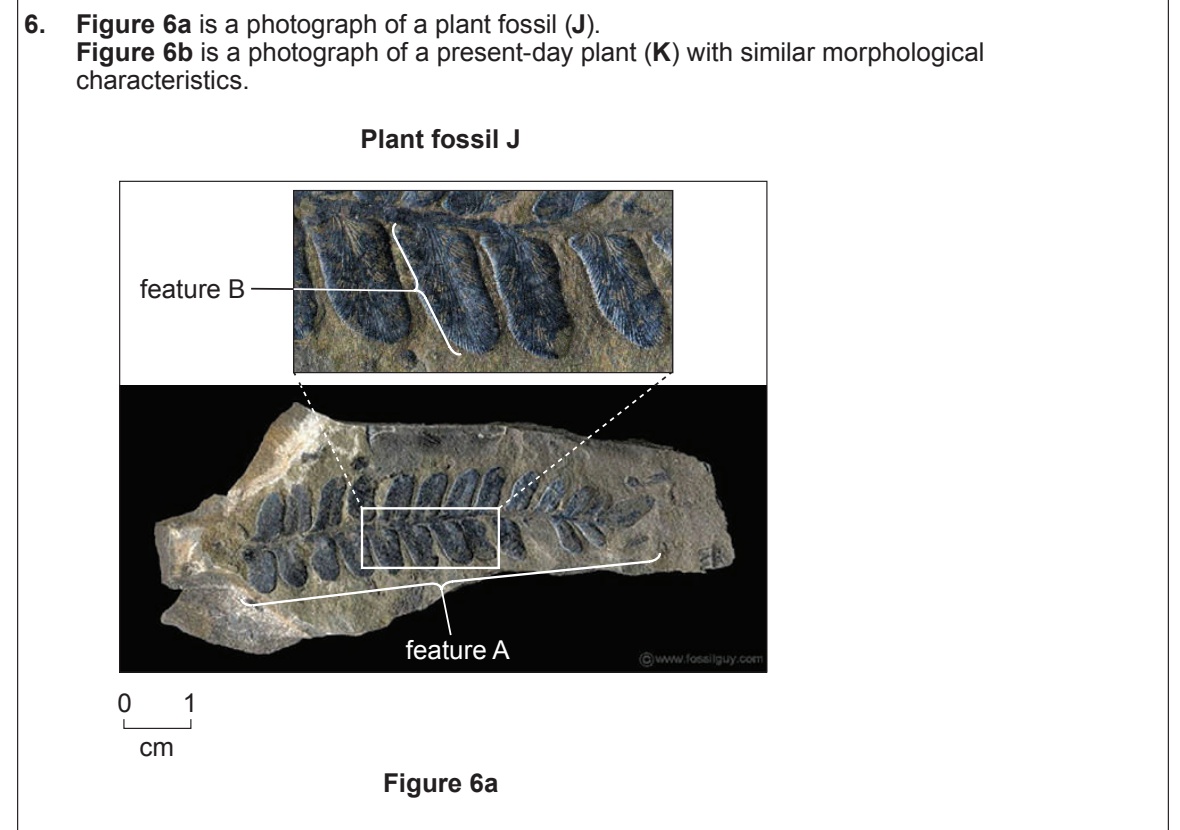 6. Figure 6a is a photograph of a plant fossil (J).
Figure 6b is a photograph of a present-day plant (K) with similar morphological
characteristics.
Plant fossil J
feature B
feature A
©www.fossilguy.com
0 1
cm
Figure 6a